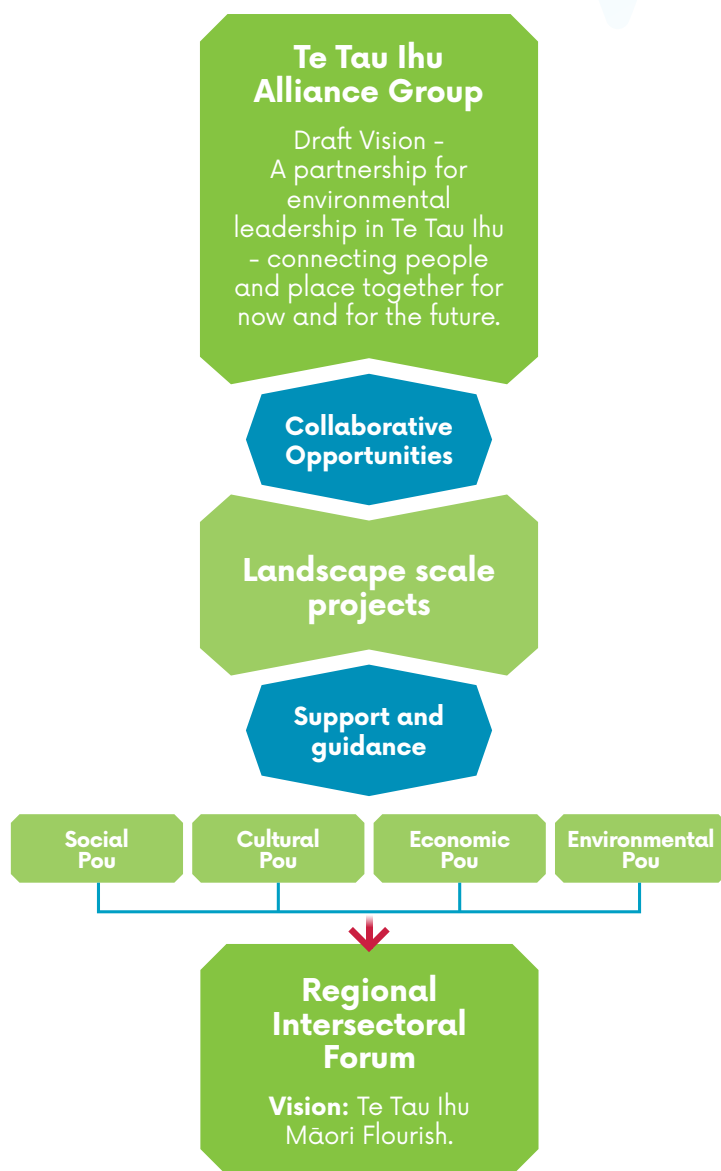 Te Tau Ihu
Alliance Group
Draft Vision -
A partnership for
environmental
leadership in Te Tau Ihu
- connecting people
and place together for
now and for the future.
Collaborative
Opportunities
Landscape scale
projects
Support and
guidance
Social
Pou
Cultural
Pou
Economic
Pou
Environmental
Pou
Regional
Intersectoral
Forum
Vision: Te Tau Ihu
Māori Flourish.